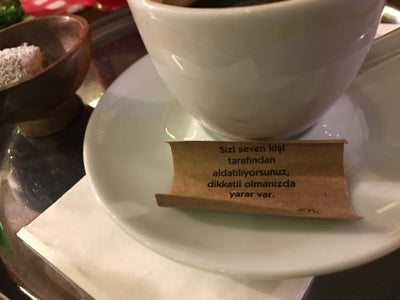 Sizi seven kişi
tarafından
aldatılıyorsunuz,
dikkatli olmanızda
yarar var.